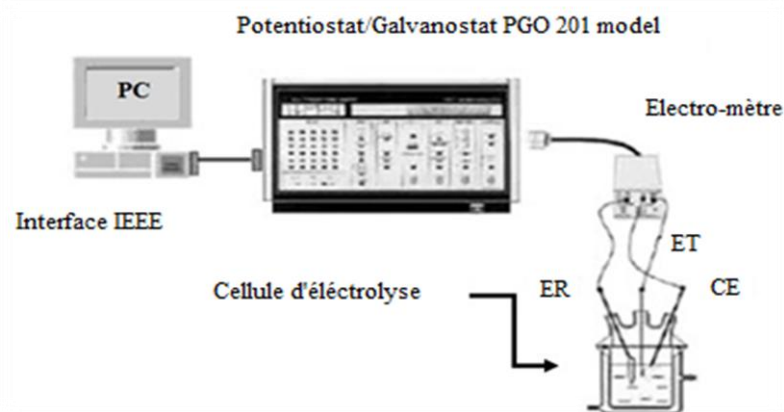 Potentiostat/Galvanostat PGO 201 model
PC
Electro-mètre
Interface IEEE
ET
Cellule d'éléctrolyse
ER
CE